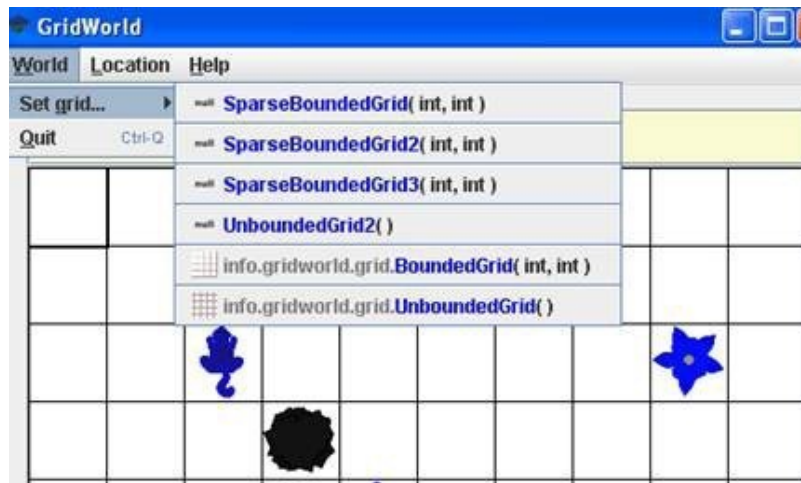 GridWorld
World Location Help
Set grid...
Quit Ctrl-Q
SparseBoundedGrid( int, int )
SparseBoundedGrid2( int, int )
SparseBoundedGrid3( int, int )
UnboundedGrid2( )
info.gridworld.grid.BoundedGrid( int, int )
info.gridworld.grid.UnboundedGrid( )